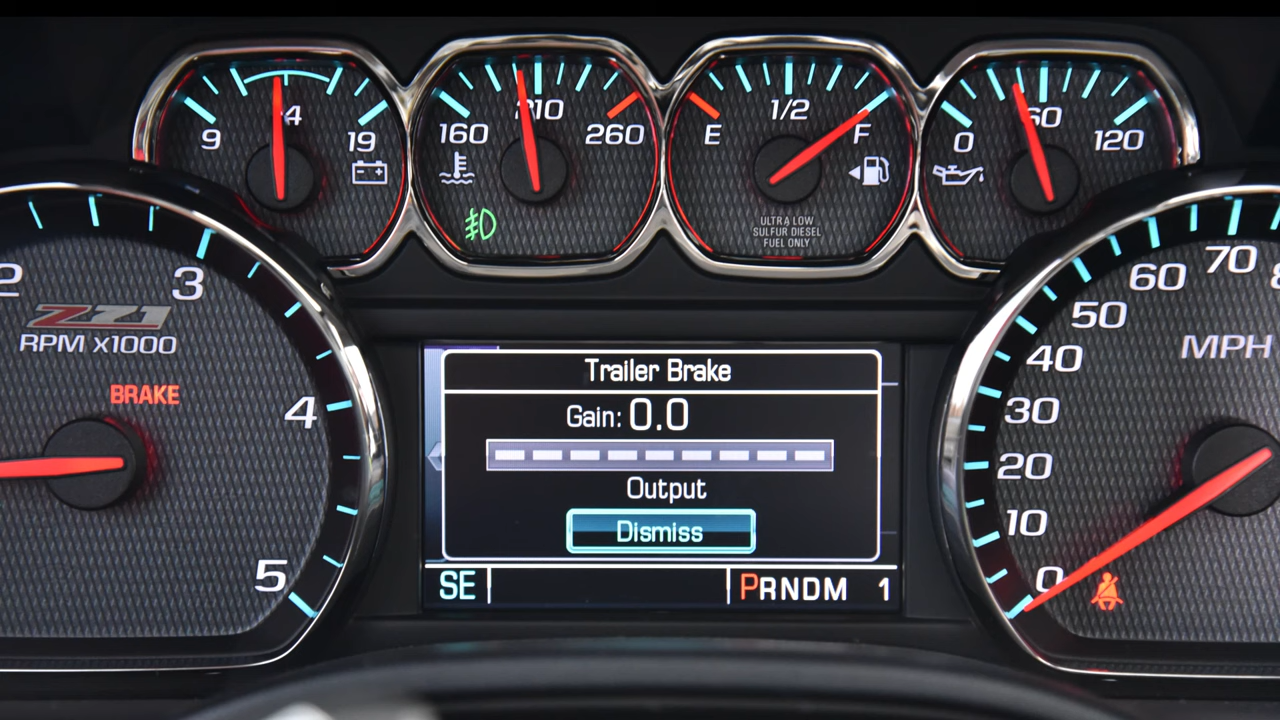 9 14 19
160 210 260
E 1/2 F
ULTRA LOW
SULFUR DIESEL
FUEL ONLY
0 60 120
2 3 4 5
Z71
RPM x1000
BRAKE
Trailer Brake
Gain: 0.0
Output
Dismiss
SE
PRNDM 1
0 10 20 30 40 50 60 70
MPH